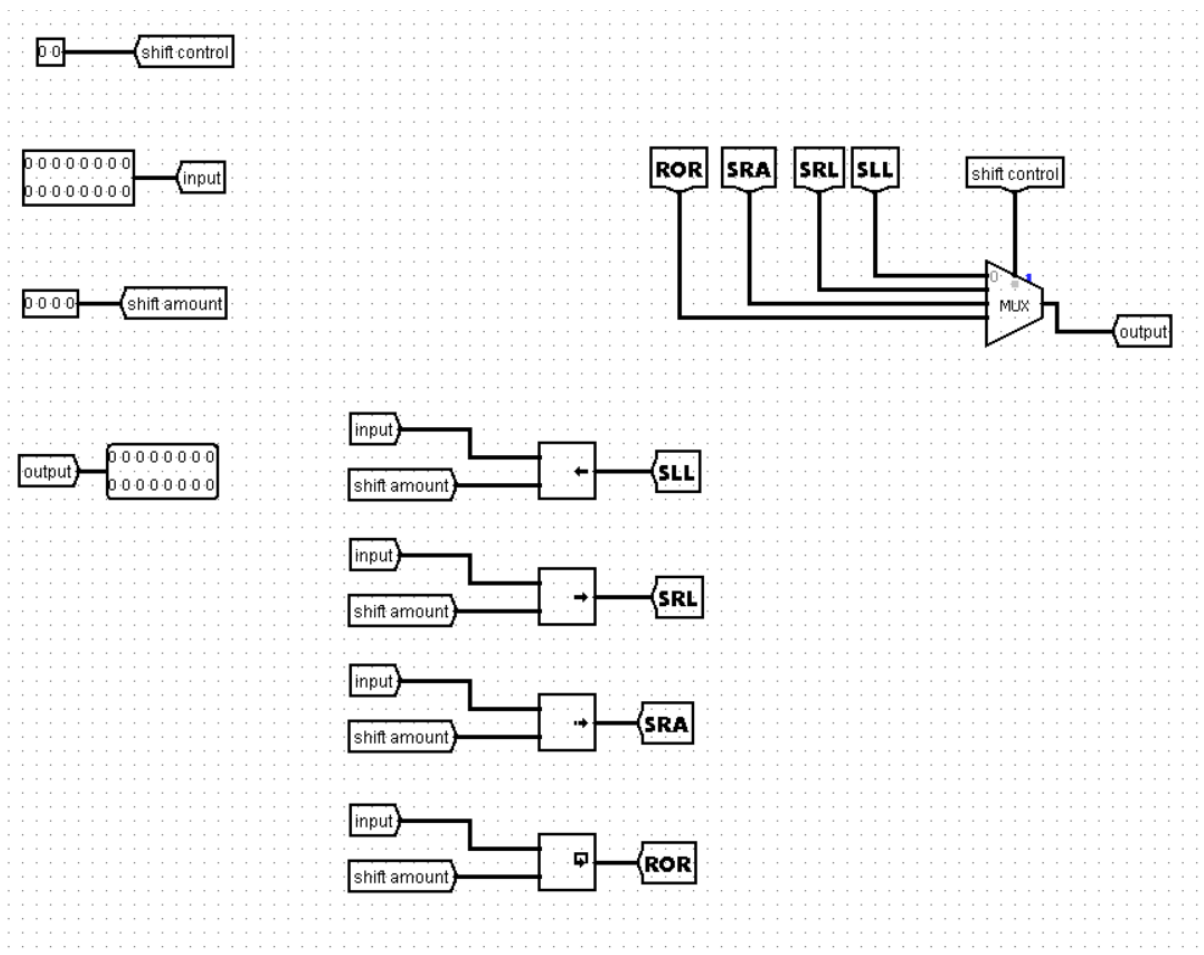 0 0
shift control
0 0 0 0 0 0 0 0
0 0 0 0 0 0 0 0
input
ROR
SRA
SRL
SLL
shift control
0 0 0 0
shift amount
0
1
MUX
output
output
0 0 0 0 0 0 0 0
0 0 0 0 0 0 0 0
input
shift amount
SLL
input
shift amount
SRL
input
shift amount
SRA
input
shift amount
ROR